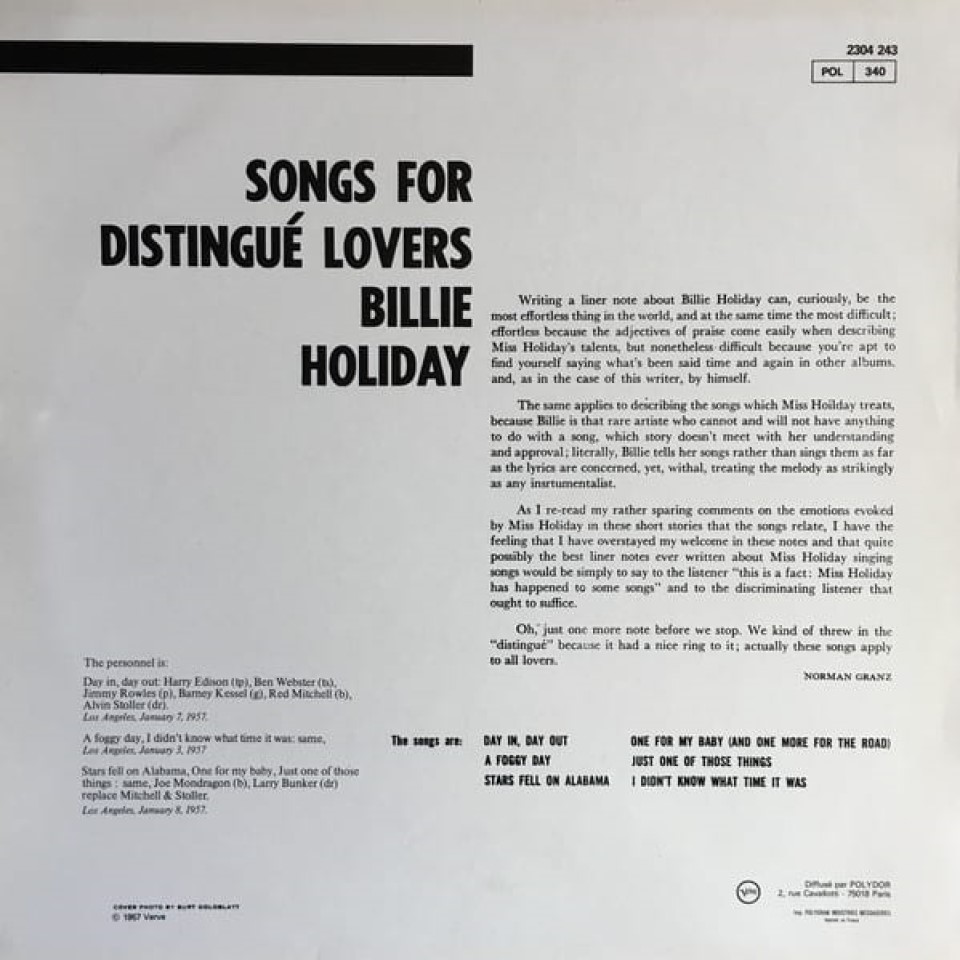 2304 243
POL 340
SONGS FOR
DISTINGUÉ LOVERS
BILLIE
HOLIDAY
Writing a liner note about Billie Holiday can, curiously, be the
most effortless thing in the world, and at the same time the most difficult;
effortless because the adjectives of praise come easily when describing
Miss Holiday's talents, but nonetheless difficult because you're apt to
find yourself saying what's been said time and again in other albums.
and, as in the case of this writer, by himself.
The same applies to describing the songs which Miss Hoilday treats,
because Billie is that rare artiste who cannot and will not have anything
to do with a song, which story doesn't meet with her understanding
and approval; literally, Billie tells her songs rather than sings them as far
as the lyrics are concerned, yet, withal, treating the melody as strikingly
as any insrtumentalist.
As I re-read my rather sparing comments on the emotions evoked
by Miss Holiday in these short stories that the songs relate, I have the
feeling that I have overstayed my welcome in these notes and that quite
possibly the best liner notes ever written about Miss Holiday singing
songs would be simply to say to the listener "this is a fact: Miss Holiday
has happened to some songs" and to the discriminating listener that
ought to suffice.
Oh, just one more note before we stop. We kind of threw in the
"distingué" because it had a nice ring to it; actually these songs apply
to all lovers.
NORMAN GRANZ
The personnel is:
Day in, day out: Harry Edison (tp), Ben Webster (ts),
Jimmy Rowles (p), Barney Kessel (g), Red Mitchell (b),
Alvin Stoller (dr).
Los Angeles, January 7, 1957.
A foggy day, I didn't know what time it was: same,
Los Angeles, January 3, 1957
Stars fell on Alabama, One for my baby, Just one of those
things : same, Joe Mondragon (b), Larry Bunker (dr)
replace Mitchell & Stoller.
Los Angeles, January 8, 1957.
The songs are: DAY IN, DAY OUT ONE FOR MY BABY (AND ONE MORE FOR THE ROAD)
A FOGGY DAY JUST ONE OF THOSE THINGS
STARS FELL ON ALABAMA I DIDN'T KNOW WHAT TIME IT WAS
COVER PHOTO BY BURT GOLDBLATT
© 1957 Verve
Verve
Diffusé par POLYDOR
2, rue Cavallotti - 75018 Paris